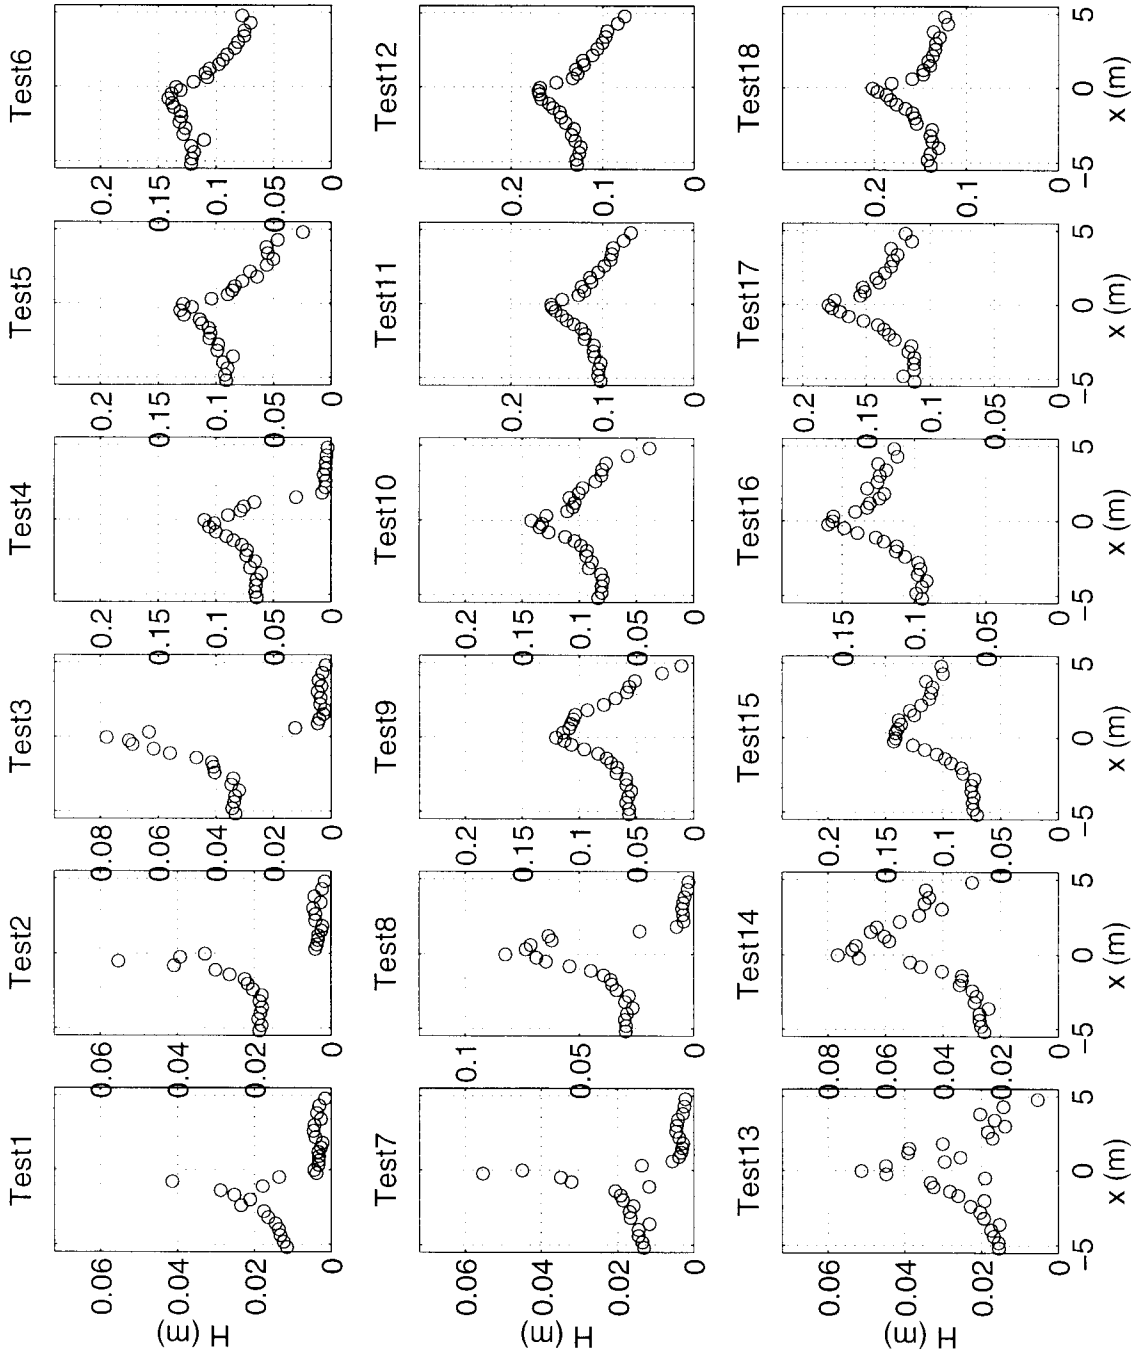 Test1 Test2 Test3 Test4 Test5 Test6
0.06 0.06 0.08 0.2 0.2 0.2
0.06 0.15 0.15 0.15
0.04 0.04 0.04 0.1 0.1 0.1
0.02 0.02 0.02 0.05 0.05 0.05
0 0 0 0 0 0
H (m)
Test7 Test8 Test9 Test10 Test11 Test12
0.06 0.1 0.2 0.2 0.2 0.2
0.04 0.15 0.15
0.02 0.05 0.1 0.1 0.1 0.1
0.05 0.05
0 0 0 0 0 0
H (m)
Test13 Test14 Test15 Test16 Test17 Test18
0.06 0.08 0.2 0.15 0.2 0.2
0.04 0.06 0.15 0.1 0.15 0.1
0.02 0.04 0.1 0.05 0.1
0.02 0.05 0.05
0 0 0 0 0 0
H (m)
-5 0 5 -5 0 5 -5 0 5 -5 0 5 -5 0 5 -5 0 5
x (m) x (m) x (m) x (m) x (m) x (m)